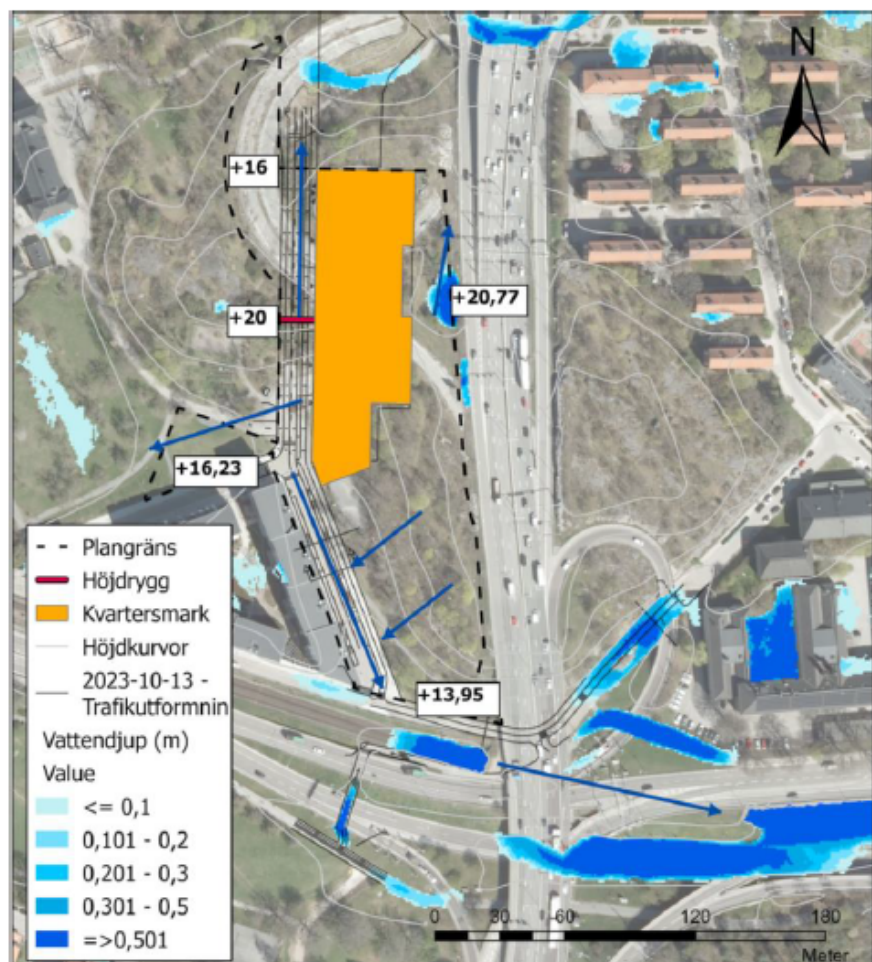 N
+16
+20,77
+20
+16,23
+13,95
Plangräns
Höjdrygg
Kvartersmark
Höjdkurvor
2023-10-13 -
Trafikutformnin
Vattendjup (m)
Value
<= 0,1
0,101 - 0,2
0,201 - 0,3
0,301 - 0,5
=>0,501
0 30 60 120 180
Meter